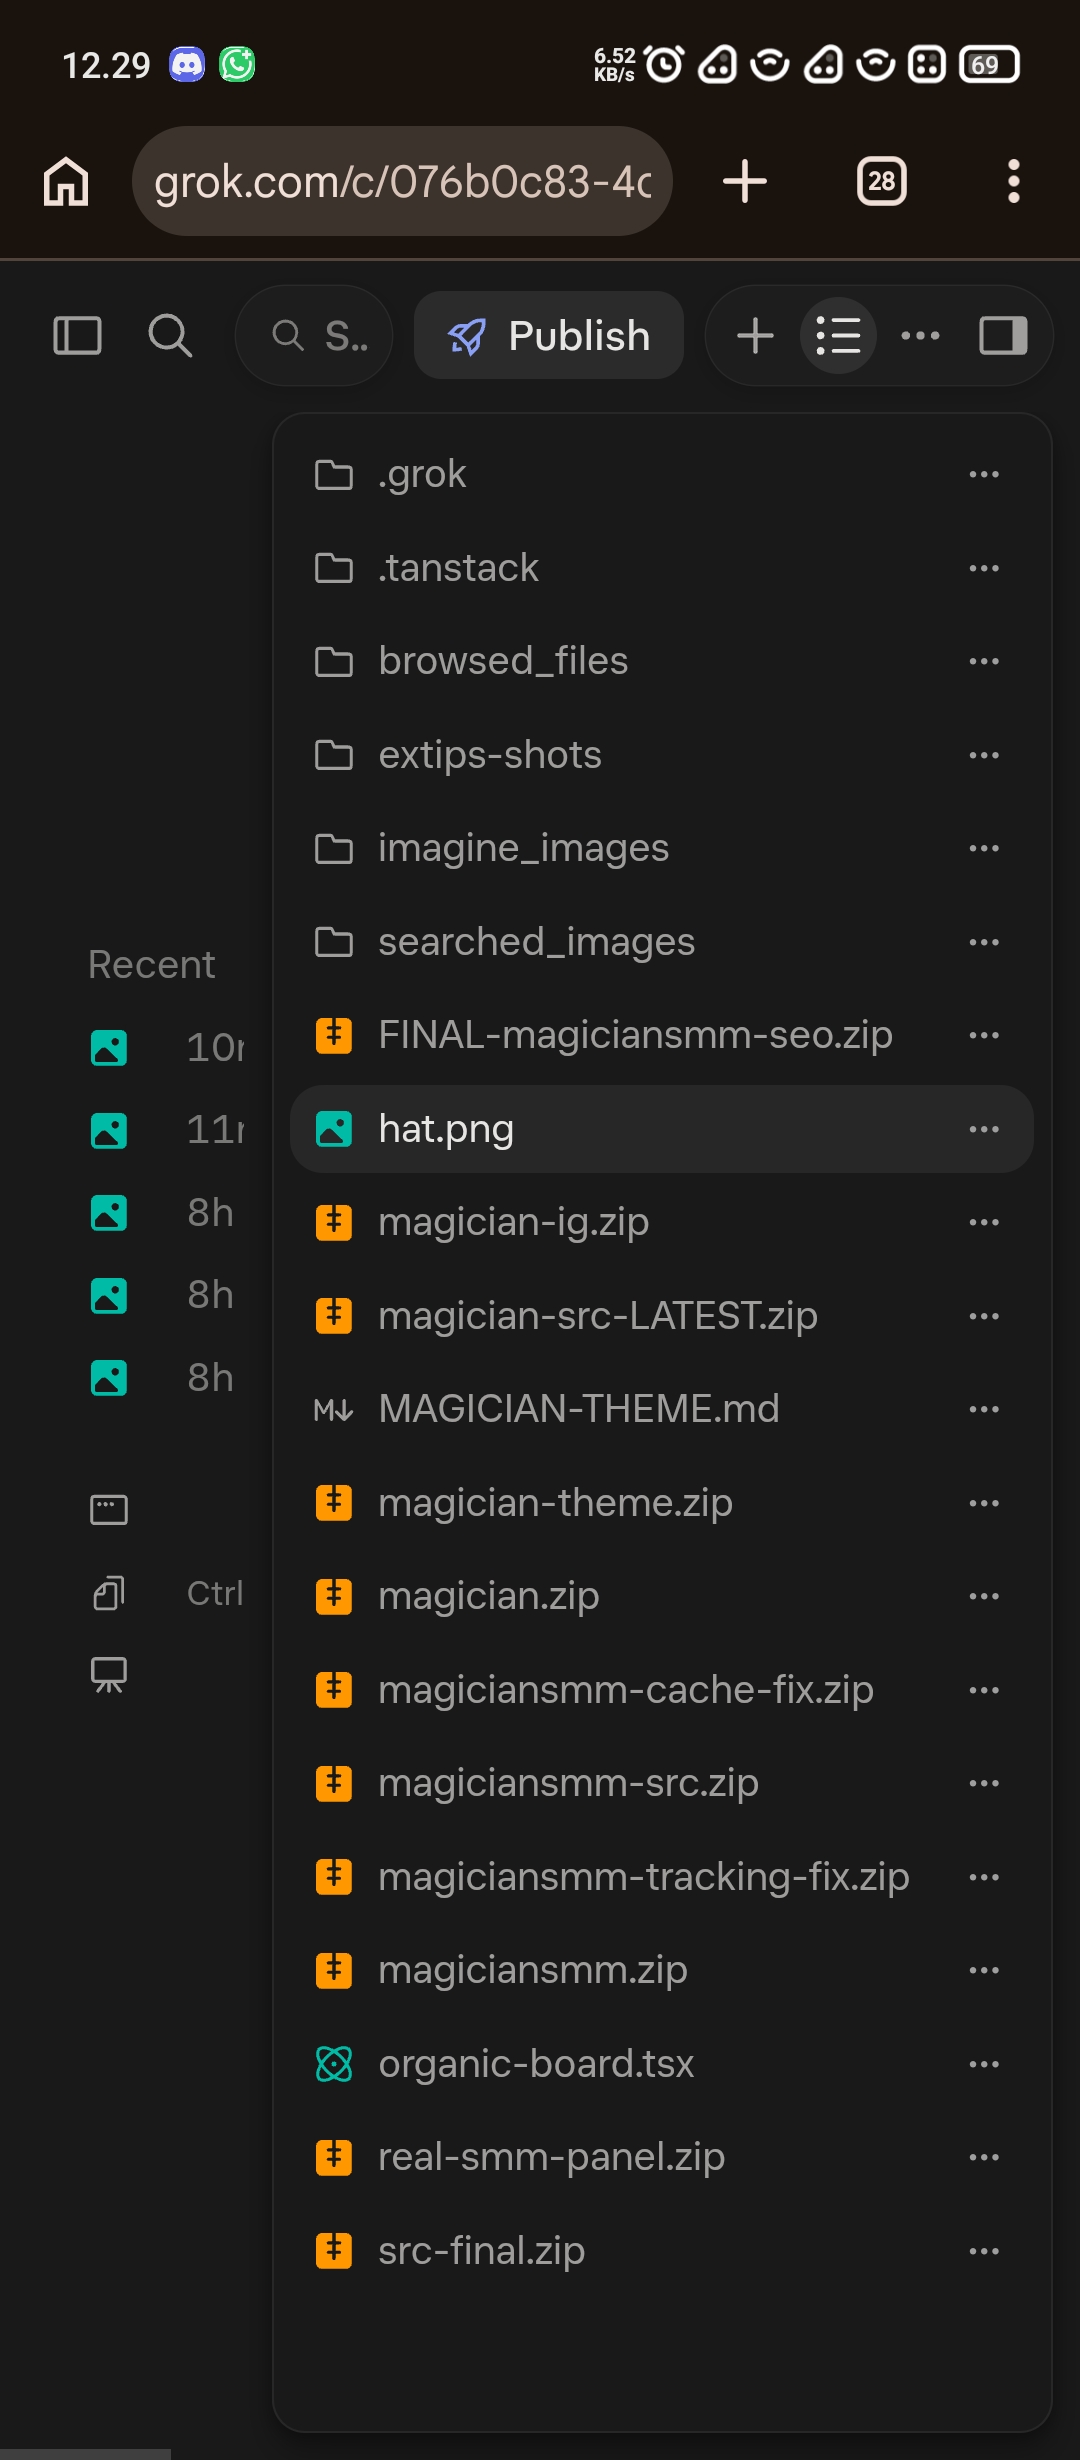 12.29
6.52
KB/s
69
grok.com/c/076b0c83-4c
28
S..
Publish
.grok
.tanstack
browsed_files
extips-shots
imagine_images
searched_images
Recent
FINAL-magiciansmm-seo.zip
10m
hat.png
11m
magician-ig.zip
8h
magician-src-LATEST.zip
8h
MAGICIAN-THEME.md
8h
magician-theme.zip
magician.zip
Ctrl
magiciansmm-cache-fix.zip
magiciansmm-src.zip
magiciansmm-tracking-fix.zip
magiciansmm.zip
organic-board.tsx
real-smm-panel.zip
src-final.zip